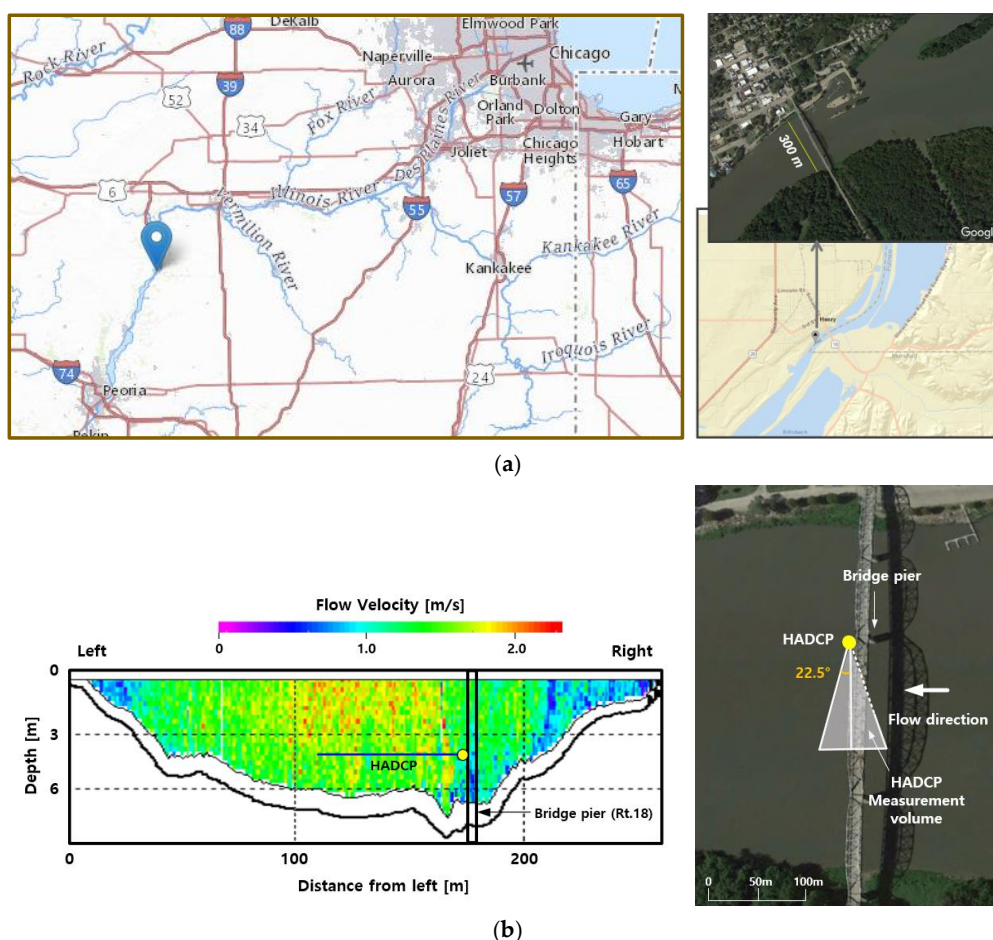 Elmwood Park
DeKalb
88
Chicago
Naperville
Rock River
Aurora
Burbank
39
Orland
Park
Dolton
52
Fox River
Des Plaines River
Gary
34
Joliet
Chicago
Heights
Hobart
6
Illinois River
55
57
65
Vermilion River
Kankakee River
Kankakee
Iroquois River
74
24
Peoria
Pekin
300 m
Google
Henry
(a)
Flow Velocity [m/s]
0
1.0
2.0
Left
Right
0
3
6
Depth [m]
HADCP
Bridge pier (Rt.18)
0
100
200
Distance from left [m]
Bridge pier
HADCP
22.5°
Flow direction
HADCP
Measurement
volume
0 50m 100m
(b)